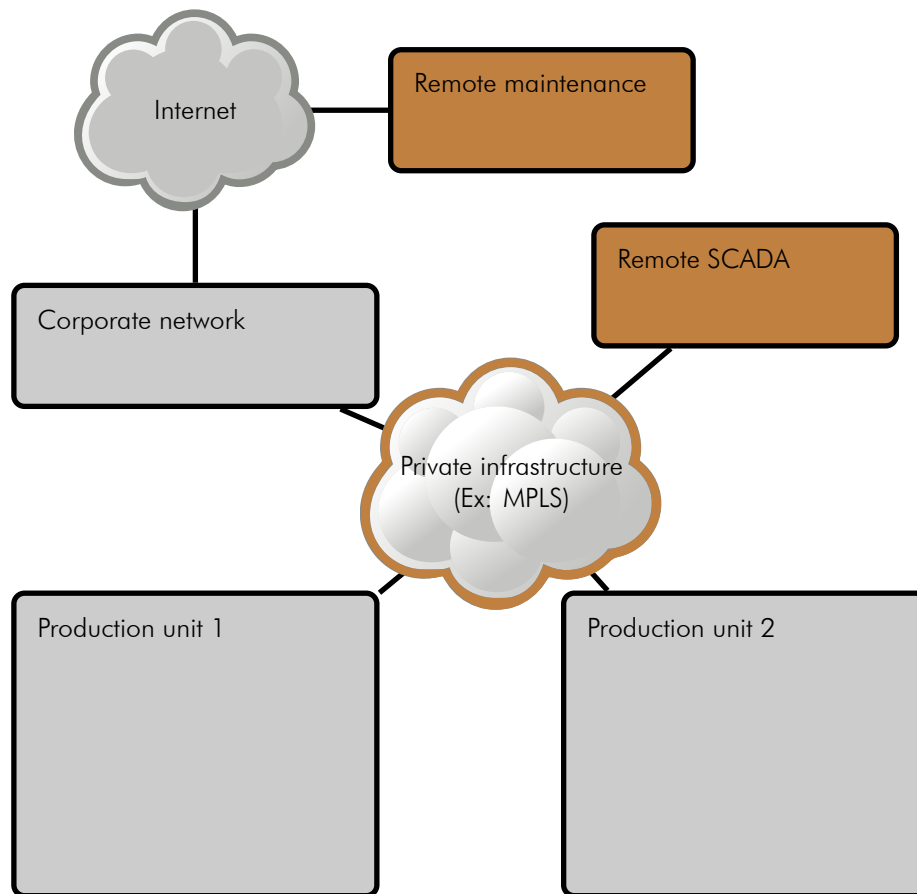 Internet
Remote maintenance
Remote SCADA
Corporate network
Private infrastructure
(Ex: MPLS)
Production unit 1
Production unit 2